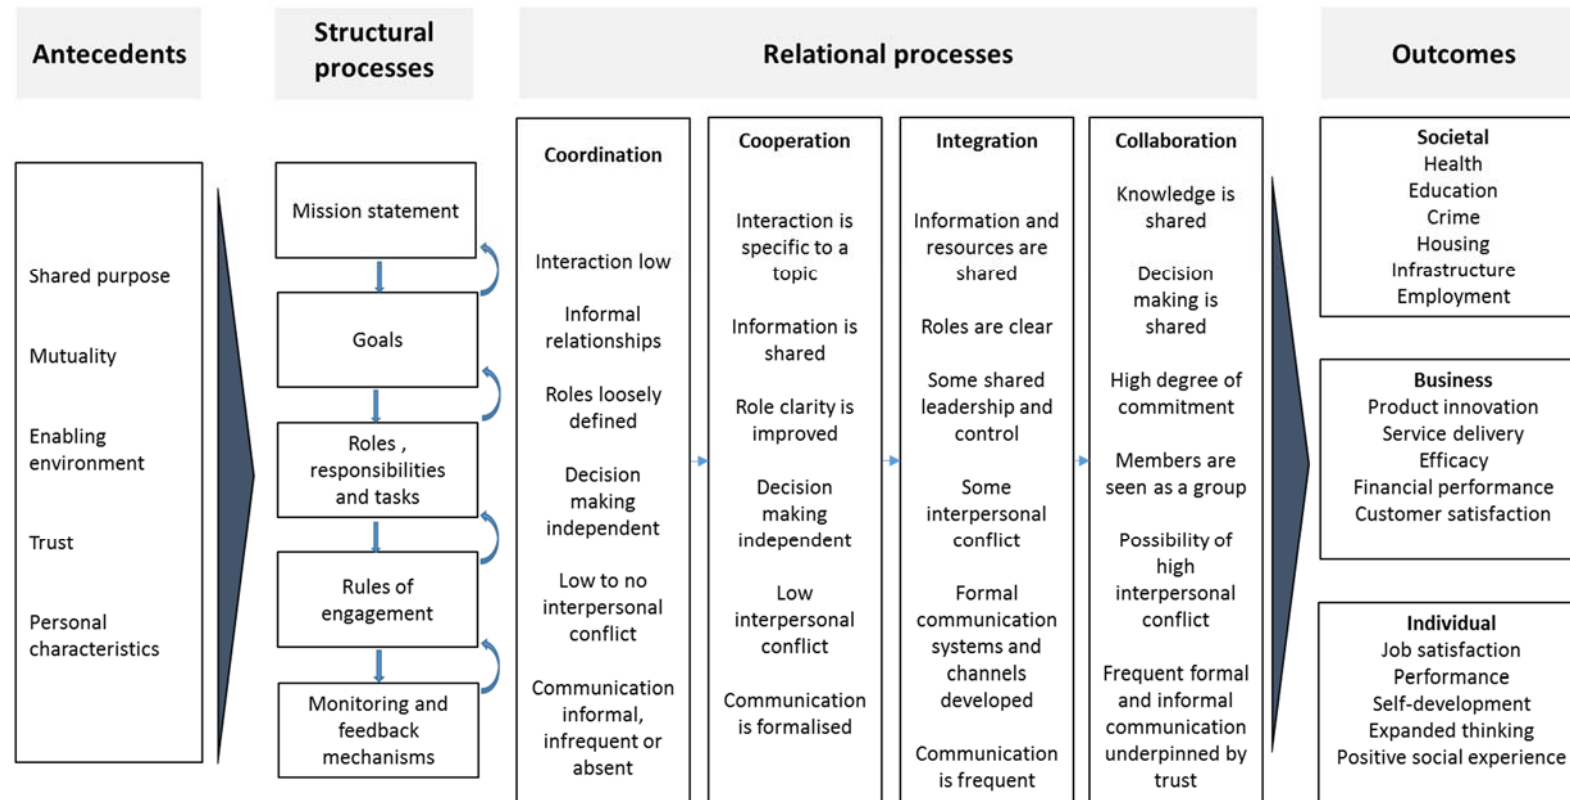 Antecedents
Structural
processes
Relational processes
Outcomes
Shared purpose
Mutuality
Enabling
environment
Trust
Personal
characteristics
Mission statement
Goals
Roles ,
responsibilities
and tasks
Rules of
engagement
Monitoring and
feedback
mechanisms
Coordination
Interaction low
Informal
relationships
Roles loosely
defined
Decision
making
independent
Low to no
interpersonal
conflict
Communication
informal,
infrequent or
absent
Cooperation
Interaction is
specific to a
topic
Information is
shared
Role clarity is
improved
Decision
making
independent
Low
interpersonal
conflict
Communication
is formalised
Integration
Information and
resources are
shared
Roles are clear
Some shared
leadership and
control
Some
interpersonal
conflict
Formal
communication
systems and
channels
developed
Communication
is frequent
Collaboration
Knowledge is
shared
Decision
making is
shared
High degree of
commitment
Members are
seen as a group
Possibility of
high
interpersonal
conflict
Frequent formal
and informal
communication
underpinned by
trust
Societal
Health
Education
Crime
Housing
Infrastructure
Employment
Business
Product innovation
Service delivery
Efficacy
Financial performance
Customer satisfaction
Individual
Job satisfaction
Performance
Self-development
Expanded thinking
Positive social experience